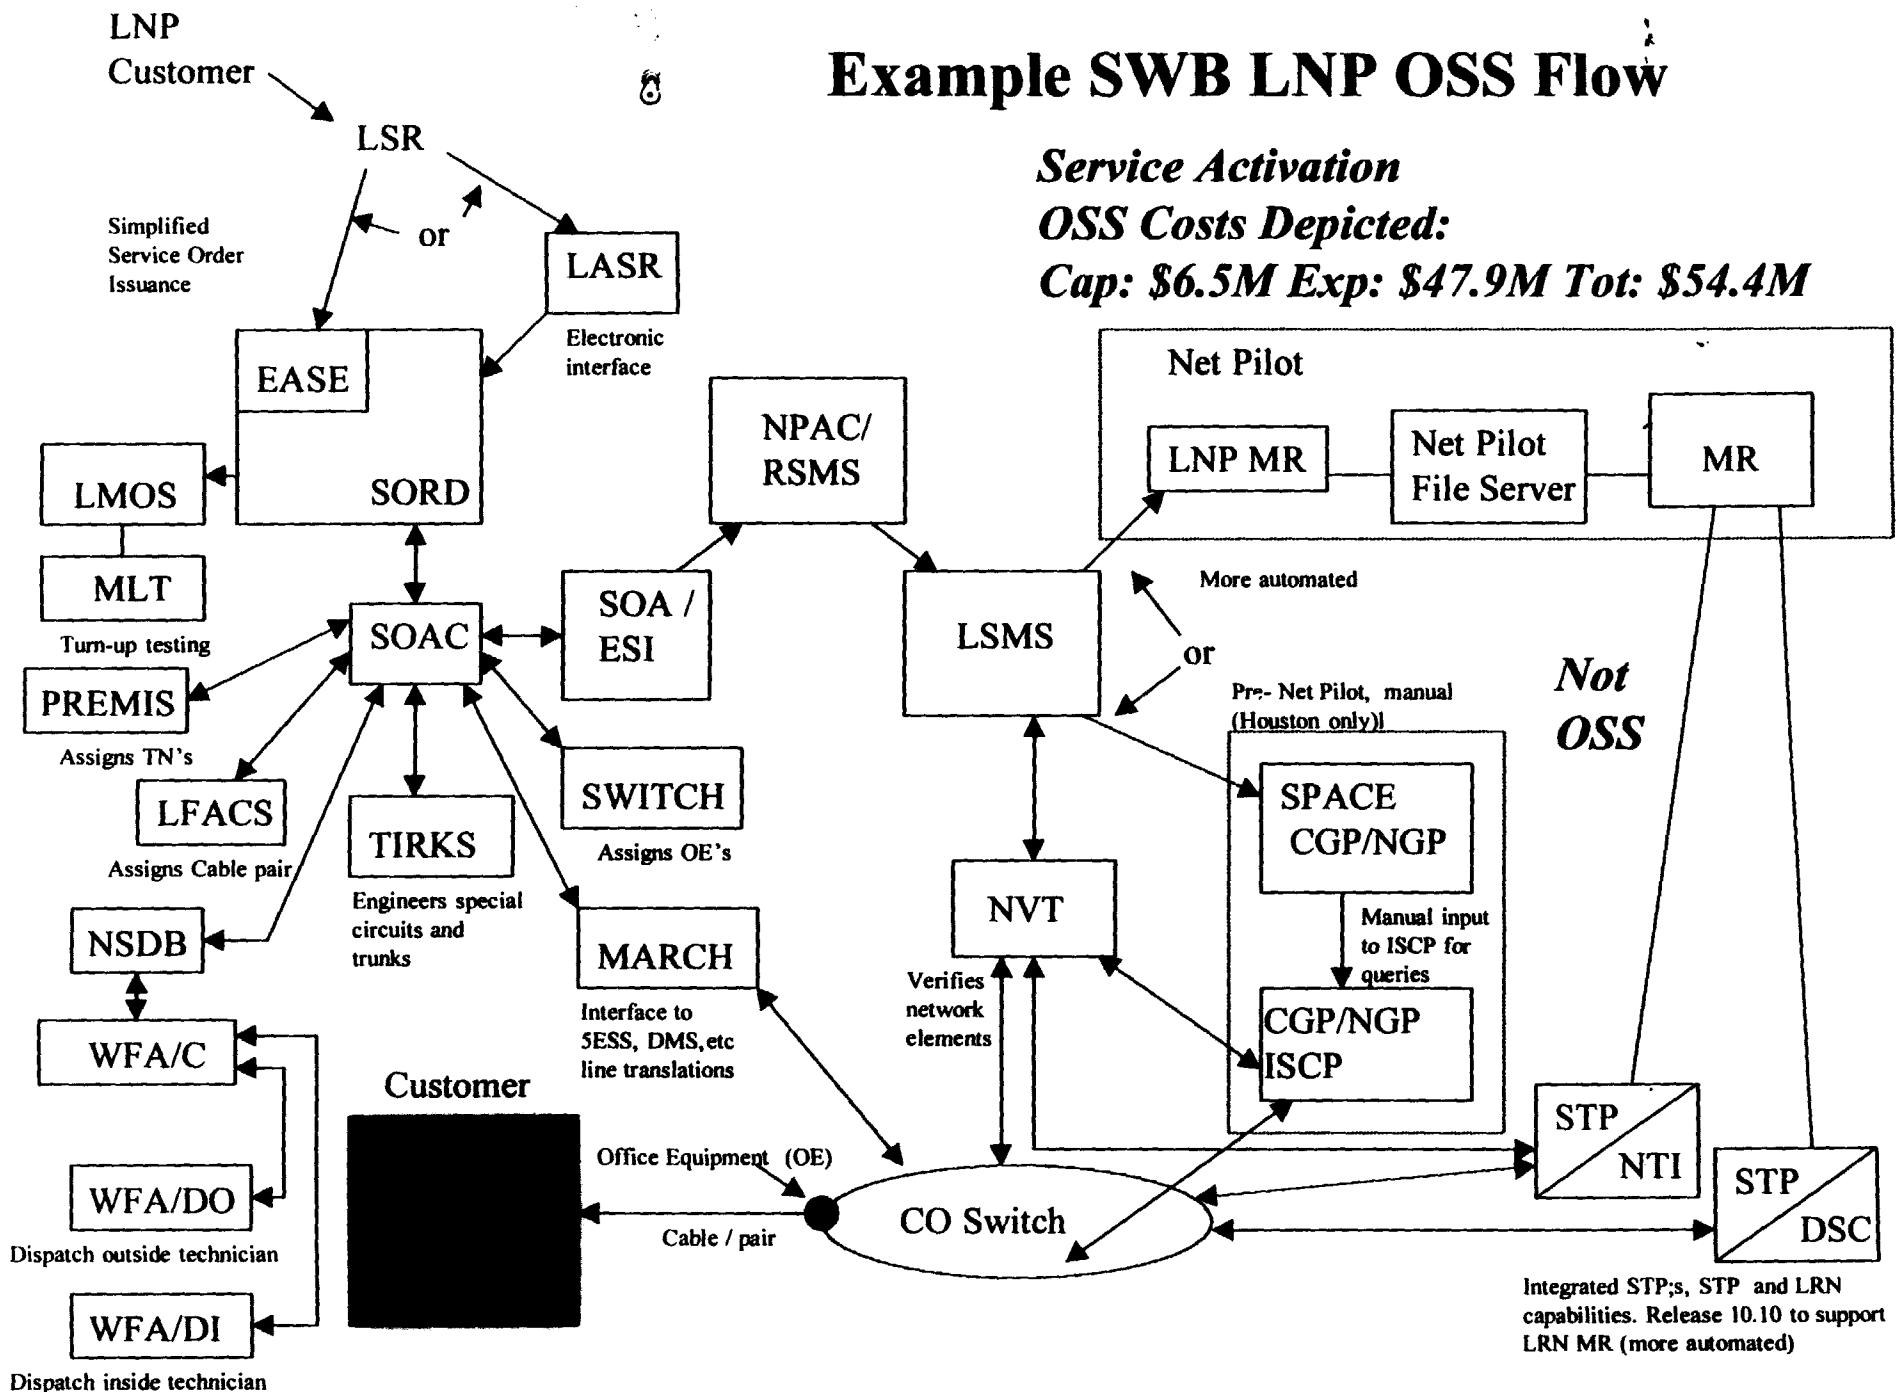 LNP
Customer
Example SWB LNP OSS Flow
LSR
Service Activation
OSS Costs Depicted:
Cap: $6.5M Exp: $47.9M Tot: $54.4M
Simplified
Service Order
Issuance
or
LASR
Electronic
interface
EASE
SORD
LMOS
MLT
Turn-up testing
NPAC/
RSMS
Net Pilot
LNP MR
Net Pilot
File Server
MR
SOAC
SOA /
ESI
LSMS
More automated
or
Not
OSS
Pre- Net Pilot, manual
(Houston only)l
PREMIS
Assigns TN's
LFACS
Assigns Cable pair
TIRKS
Engineers special
circuits and
trunks
SWITCH
Assigns OE's
SPACE
CGP/NGP
Manual input
to ISCP for
queries
NVT
Verifies
network
elements
NSDB
MARCH
Interface to
5ESS, DMS,etc
line translations
CGP/NGP
ISCP
WFA/C
Customer
STP
NTI
STP
DSC
Office Equipment (OE)
CO Switch
Cable / pair
WFA/DO
Dispatch outside technician
WFA/DI
Dispatch inside technician
Integrated STP;s, STP and LRN
capabilities. Release 10.10 to support
LRN MR (more automated)